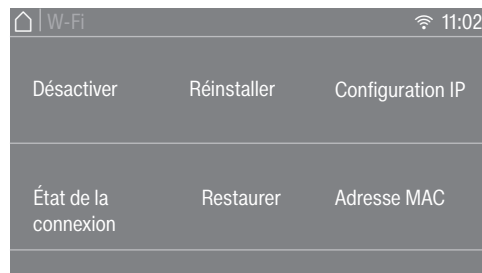 W-Fi 11:02
Désactiver Réinstaller Configuration IP
État de la Restaurer Adresse MAC
connexion